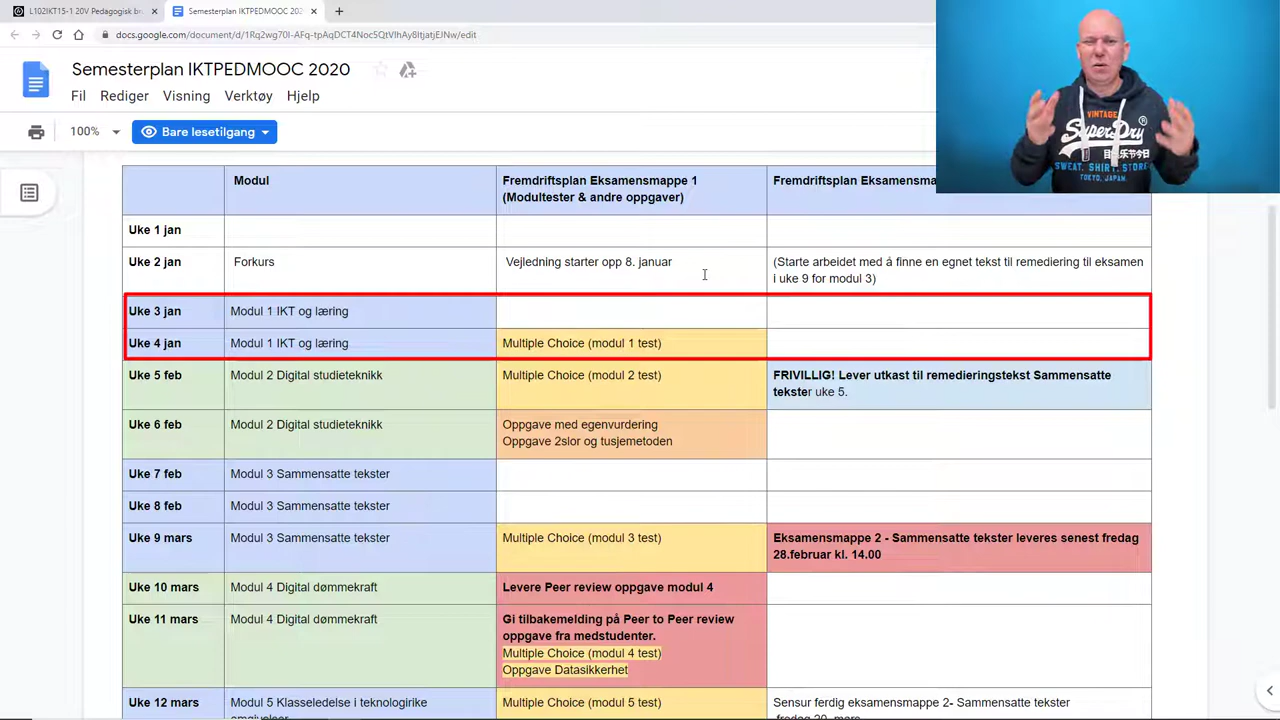 L102IKT15-1 20V Pedagogisk br
Semesterplan IKTPEDMOOC 202
docs.google.com/document/d/1Rq2wg70I-AFq-tpAqDCT4NocSQtVIhAy8ItjatjEJNw/edit
Semesterplan IKTPEDMOOC 2020
Fil Rediger Visning Verktøy Hjelp
100% Bare lesetilgang
VINTAGE
SuperDry®
SWEAT. SHIRT. STORE
TOKYO, JAPAN.
Modul
Fremdriftsplan Eksamensmappe 1
(Modultester & andre oppgaver)
Fremdriftsplan Eksamensma
Uke 1 jan
Uke 2 jan
Forkurs
Vejledning starter opp 8. januar
(Starte arbeidet med å finne en egnet tekst til remediering til eksamen
i uke 9 for modul 3)
Uke 3 jan
Modul 1 IKT og læring
Uke 4 jan
Modul 1 IKT og læring
Multiple Choice (modul 1 test)
Uke 5 feb
Modul 2 Digital studieteknikk
Multiple Choice (modul 2 test)
FRIVILLIG! Lever utkast til remedieringstekst Sammensatte
tekster uke 5.
Uke 6 feb
Modul 2 Digital studieteknikk
Oppgave med egenvurdering
Oppgave 2slor og tusjemetoden
Uke 7 feb
Modul 3 Sammensatte tekster
Uke 8 feb
Modul 3 Sammensatte tekster
Uke 9 mars
Modul 3 Sammensatte tekster
Multiple Choice (modul 3 test)
Eksamensmappe 2 - Sammensatte tekster leveres senest fredag
28.februar kl. 14.00
Uke 10 mars
Modul 4 Digital dømmekraft
Levere Peer review oppgave modul 4
Uke 11 mars
Modul 4 Digital dømmekraft
Gi tilbakemelding på Peer to Peer review
oppgave fra medstudenter.
Multiple Choice (modul 4 test)
Oppgave Datasikkerhet
Uke 12 mars
Modul 5 Klasseledelse i teknologirike
Multiple Choice (modul 5 test)
Sensur ferdig eksamensmappe 2- Sammensatte tekster